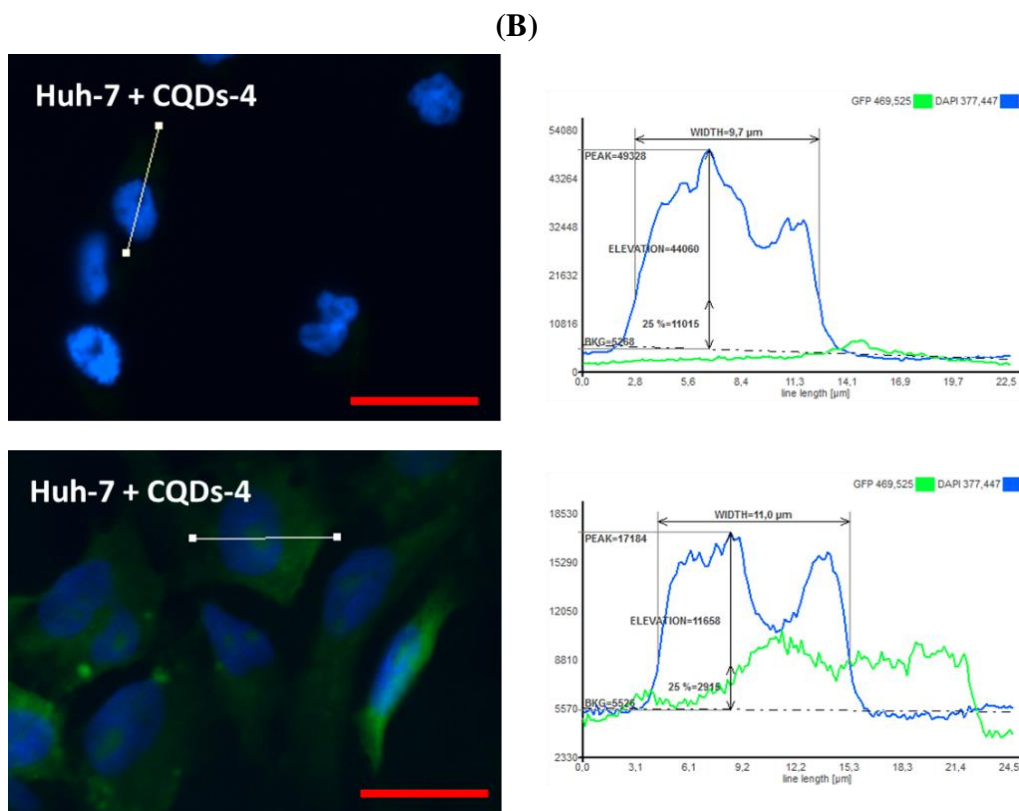 (B)
Huh-7 + CQDs-4
GFP 469,525 DAPI 377,447
54080
WIDTH=9,7 µm
PEAK=49328
43264
32448
ELEVATION=44060
21632
25 %=11015
10816
BKG=5268
0
0,0 2,8 5,6 8,4 11,3 14,1 16,9 19,7 22,5
line length [µm]
Huh-7 + CQDs-4
GFP 469,525 DAPI 377,447
18530
WIDTH=11,0 µm
PEAK=17184
15290
12050
ELEVATION=11658
8810
25 %=2915
BKG=5526
5570
2330
0,0 3,1 6,1 9,2 12,2 15,3 18,3 21,4 24,5
line length [µm]